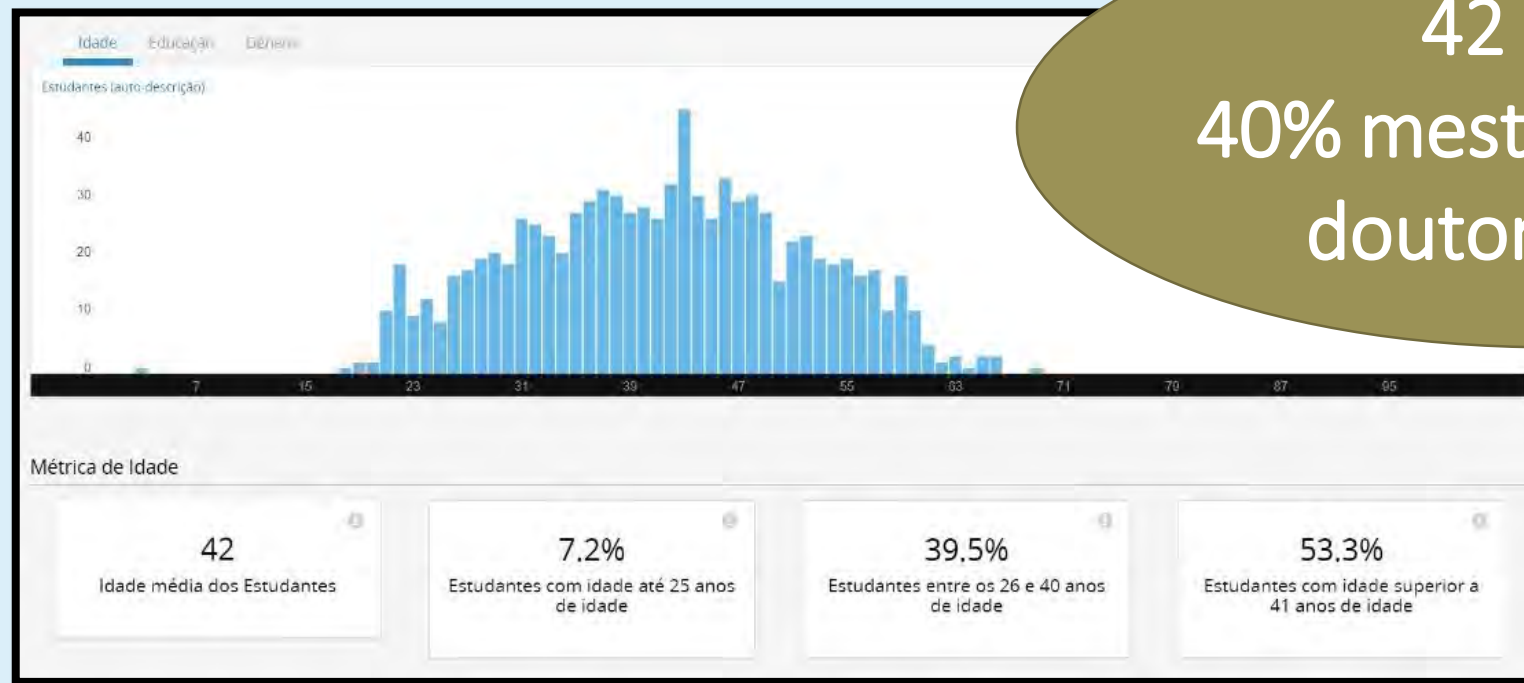 Idade Educação Género
Estudantes (auto-descrição)
40
30
20
10
0
7 15 23 31 39 47 55 63 71 79 87 95
42
40% mest
doutor
Métrica de Idade
42
Idade média dos Estudantes
7.2%
Estudantes com idade até 25 anos
de idade
39.5%
Estudantes entre os 26 e 40 anos
de idade
53.3%
Estudantes com idade superior a
41 anos de idade